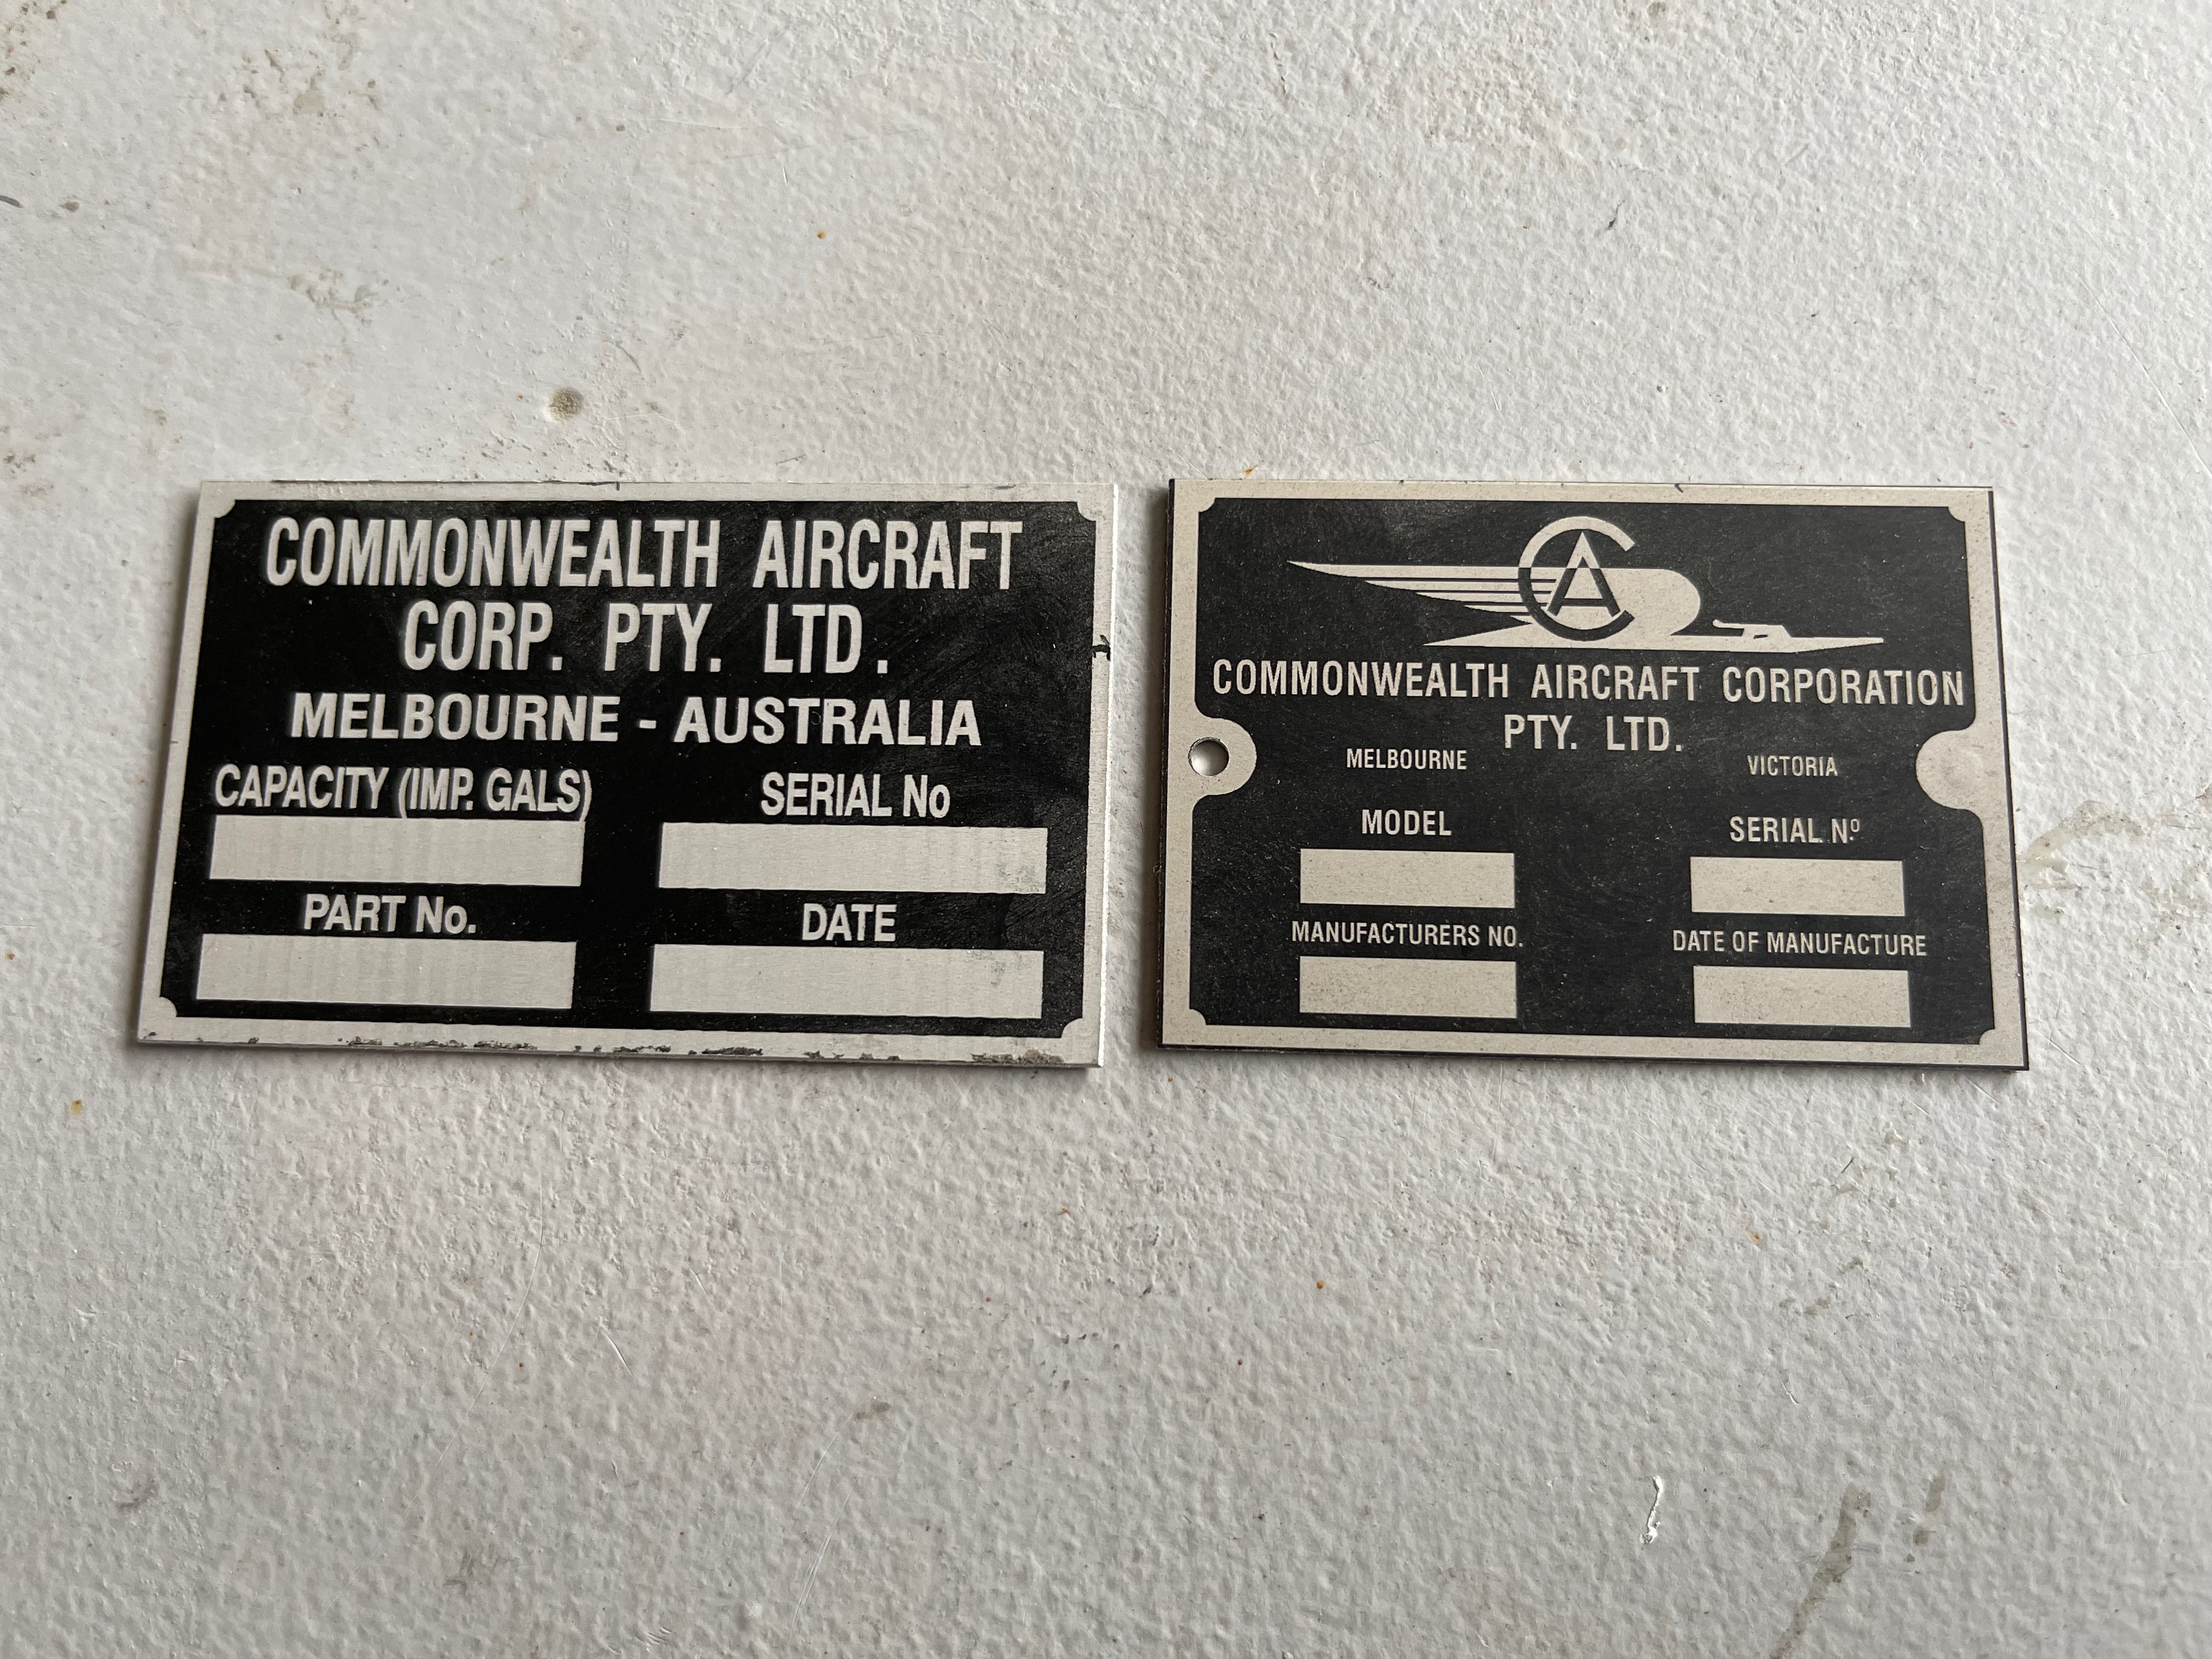 COMMONWEALTH AIRCRAFT
CORP. PTY. LTD.
MELBOURNE - AUSTRALIA
CAPACITY (IMP. GALS) SERIAL No
PART No. DATE
CA
COMMONWEALTH AIRCRAFT CORPORATION
PTY. LTD.
MELBOURNE VICTORIA
MODEL SERIAL Nº
MANUFACTURERS NO. DATE OF MANUFACTURE